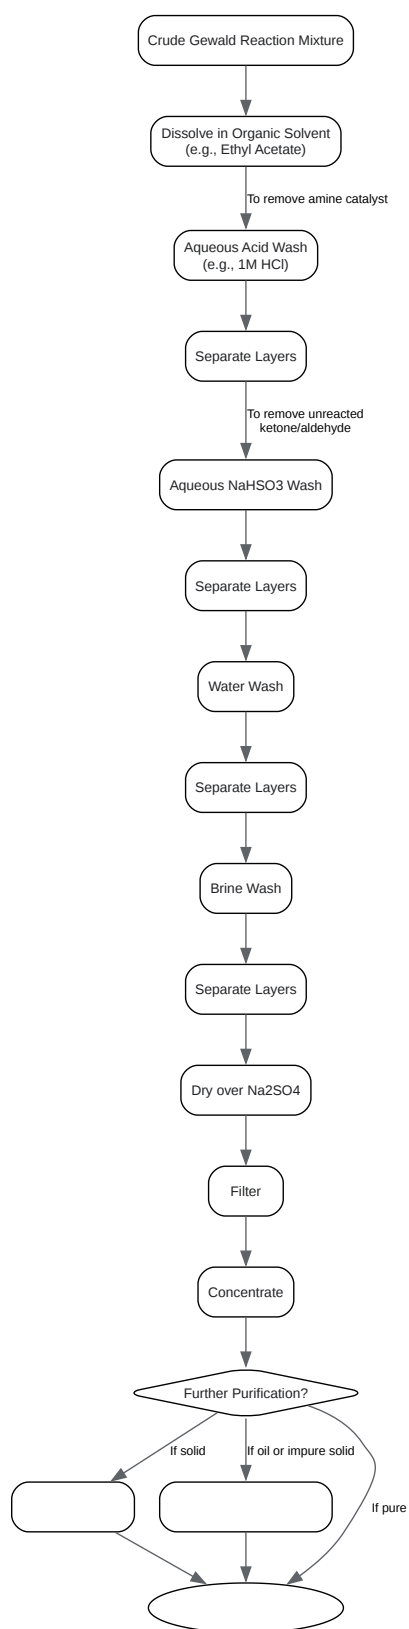 Crude Gewald Reaction Mixture
Dissolve in Organic Solvent
(e.g., Ethyl Acetate)
To remove amine catalyst
Aqueous Acid Wash
(e.g., 1M HCl)
Separate Layers
To remove unreacted
ketone/aldehyde
Aqueous NaHSO3 Wash
Separate Layers
Water Wash
Separate Layers
Brine Wash
Separate Layers
Dry over Na2SO4
Filter
Concentrate
Further Purification?
If solid
If oil or impure solid
If pure